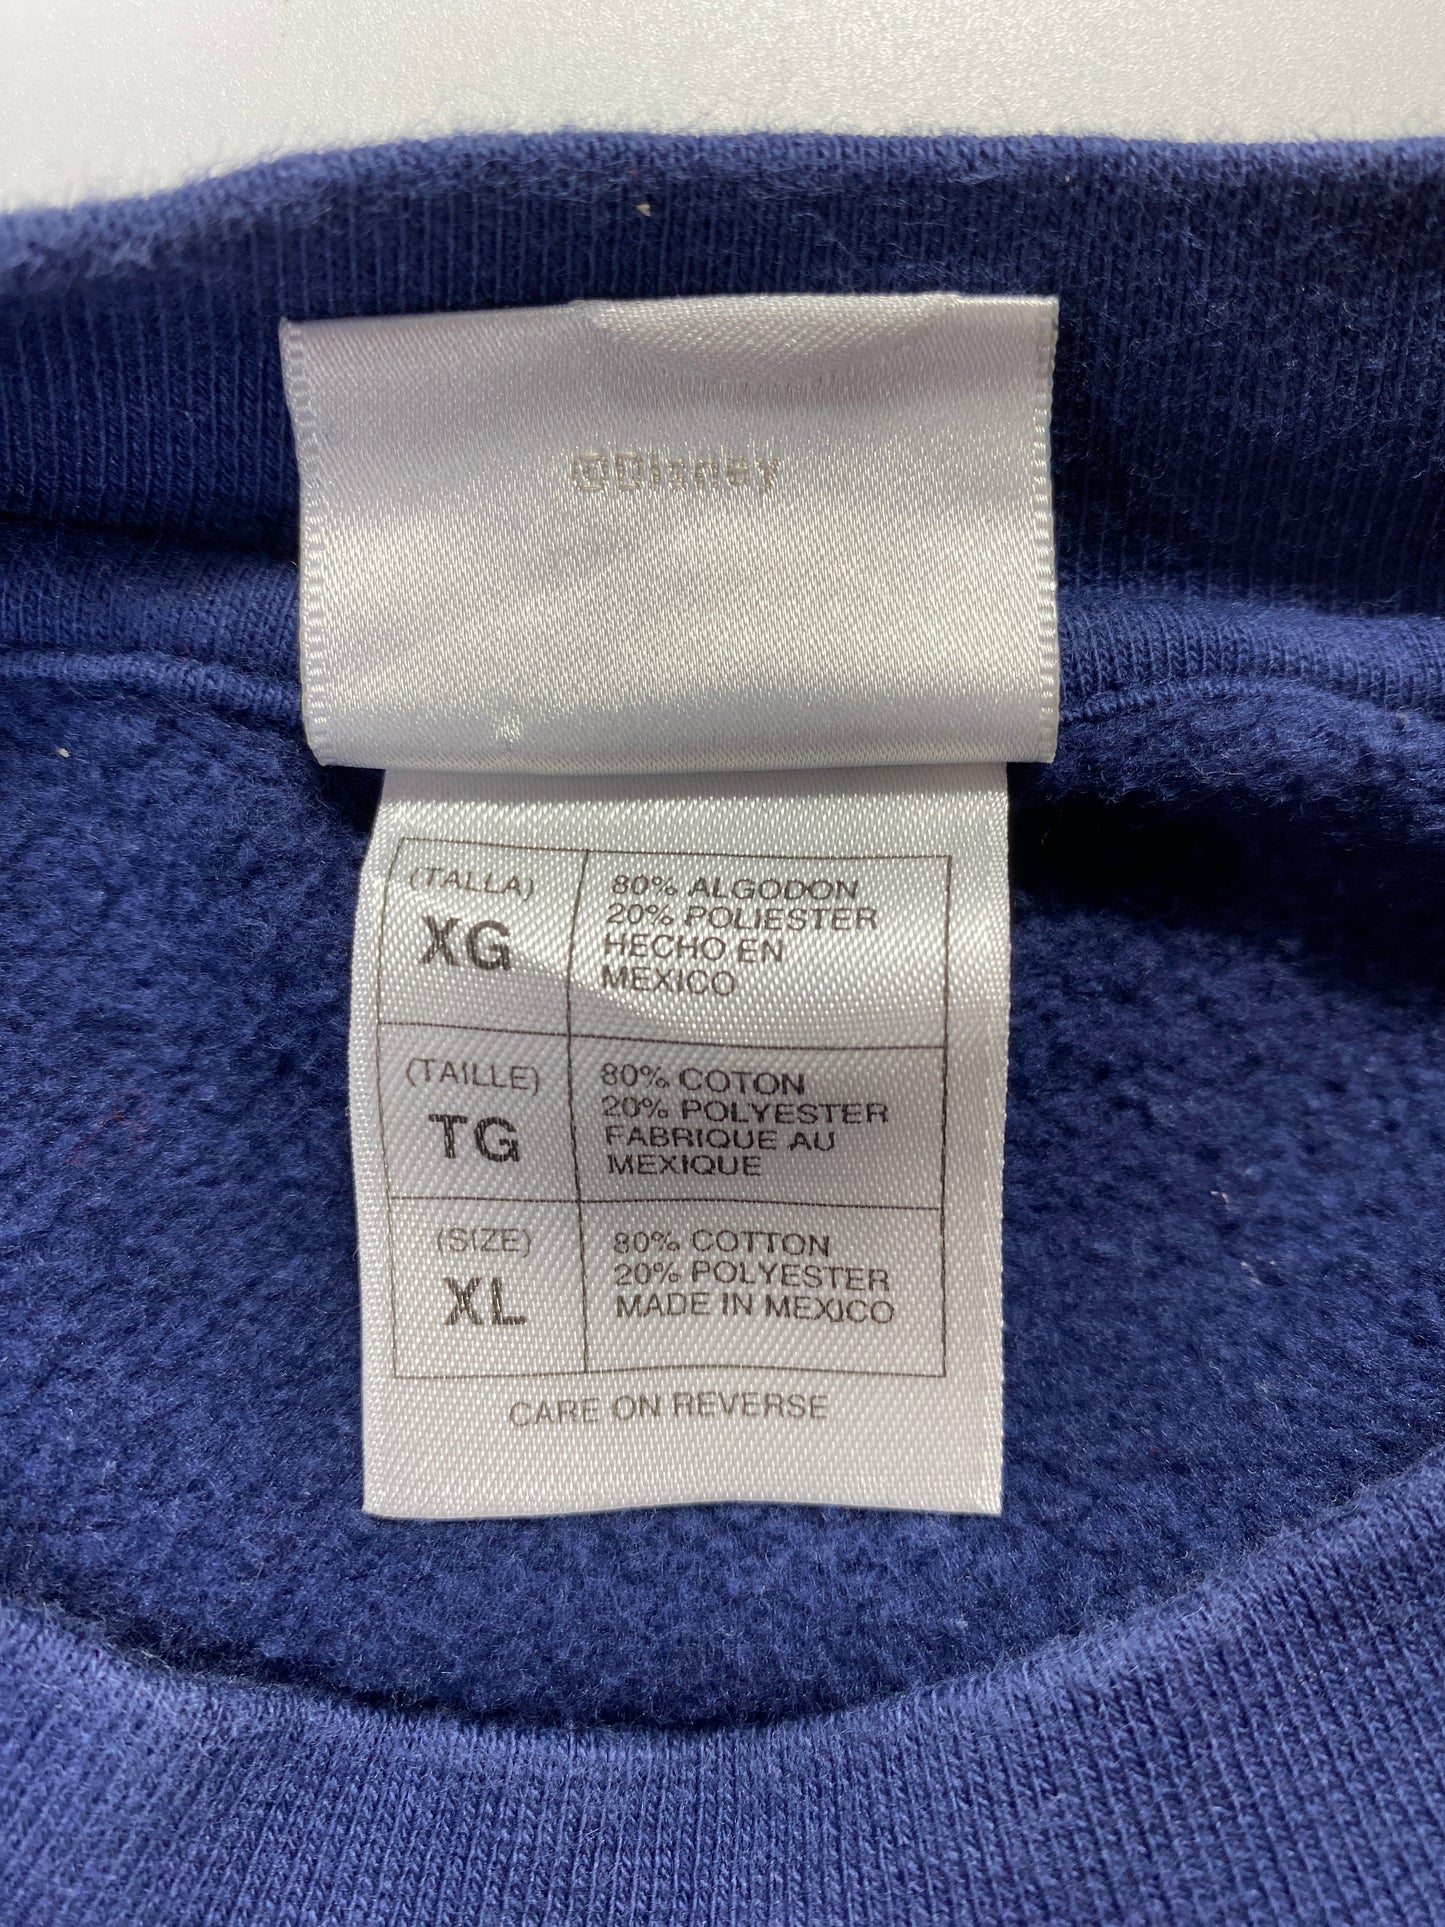 ©Disney
(TALLA)
XG
80% ALGODON
20% POLIESTER
HECHO EN
MEXICO
(TAILLE)
TG
80% COTON
20% POLYESTER
FABRIQUE AU
MEXIQUE
(SIZE)
XL
80% COTTON
20% POLYESTER
MADE IN MEXICO
CARE ON REVERSE